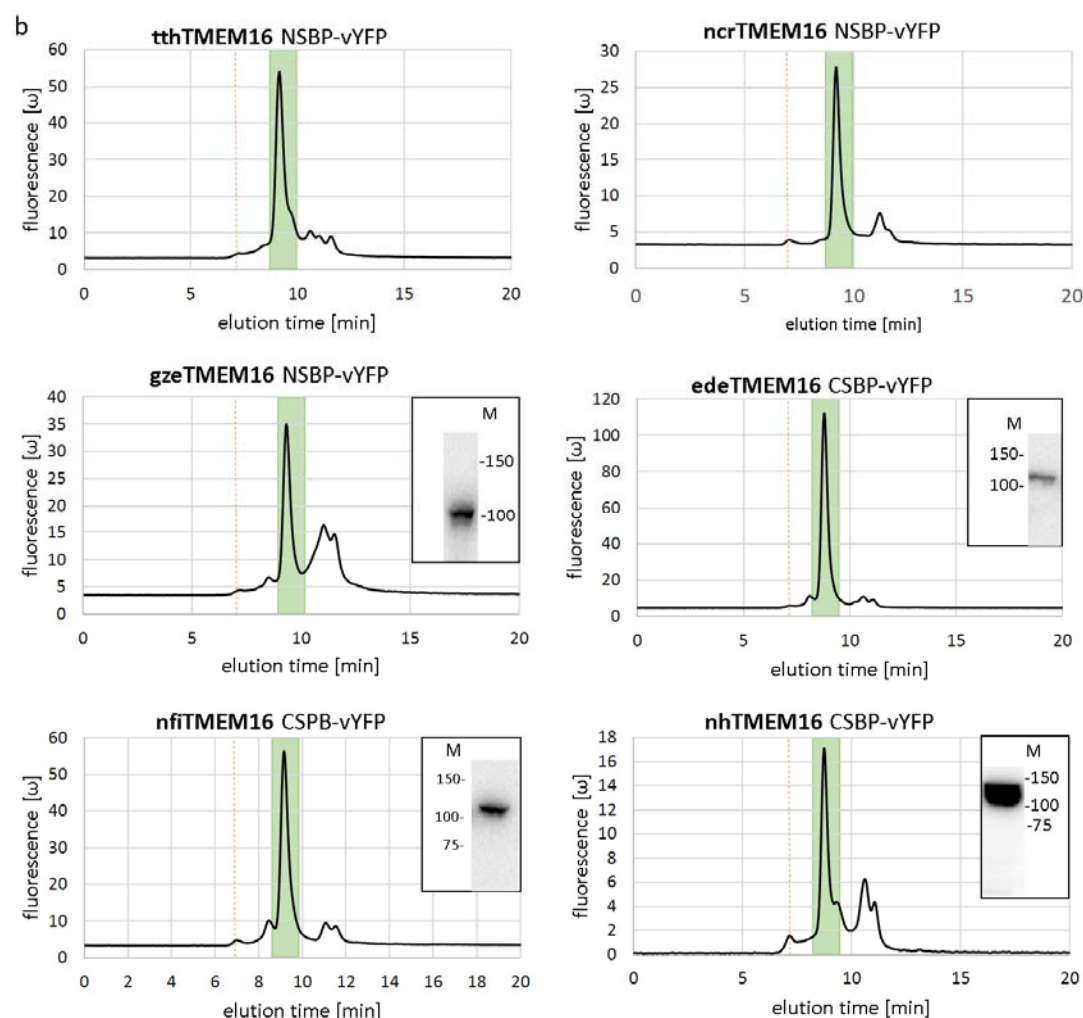 b
tthTMEM16 NSBP-vYFP
fluorescnece [ω]
60
50
40
30
20
10
0
0 5 10 15 20
elution time [min]
ncrTMEM16 NSBP-vYFP
fluorescence [ω]
30
25
20
15
10
5
0
0 5 10 15 20
elution time [min]
gzeTMEM16 NSBP-vYFP
fluorescence [ω]
40
35
30
25
20
15
10
5
0
0 5 10 15 20
elution time [min]
M
-150
-100
edeTMEM16 CSBP-vYFP
fluorescence [ω]
120
100
80
60
40
20
0
0 5 10 15 20
elution time [min]
M
150-
100-
nfiTMEM16 CSPB-vYFP
fluorescence [ω]
60
50
40
30
20
10
0
0 2 4 6 8 10 12 14 16 18 20
elution time [min]
M
150-
100-
75-
nhTMEM16 CSBP-vYFP
fluorescence [ω]
18
16
14
12
10
8
6
4
2
0
0 5 10 15 20
elution time [min]
M
-150
-100
-75